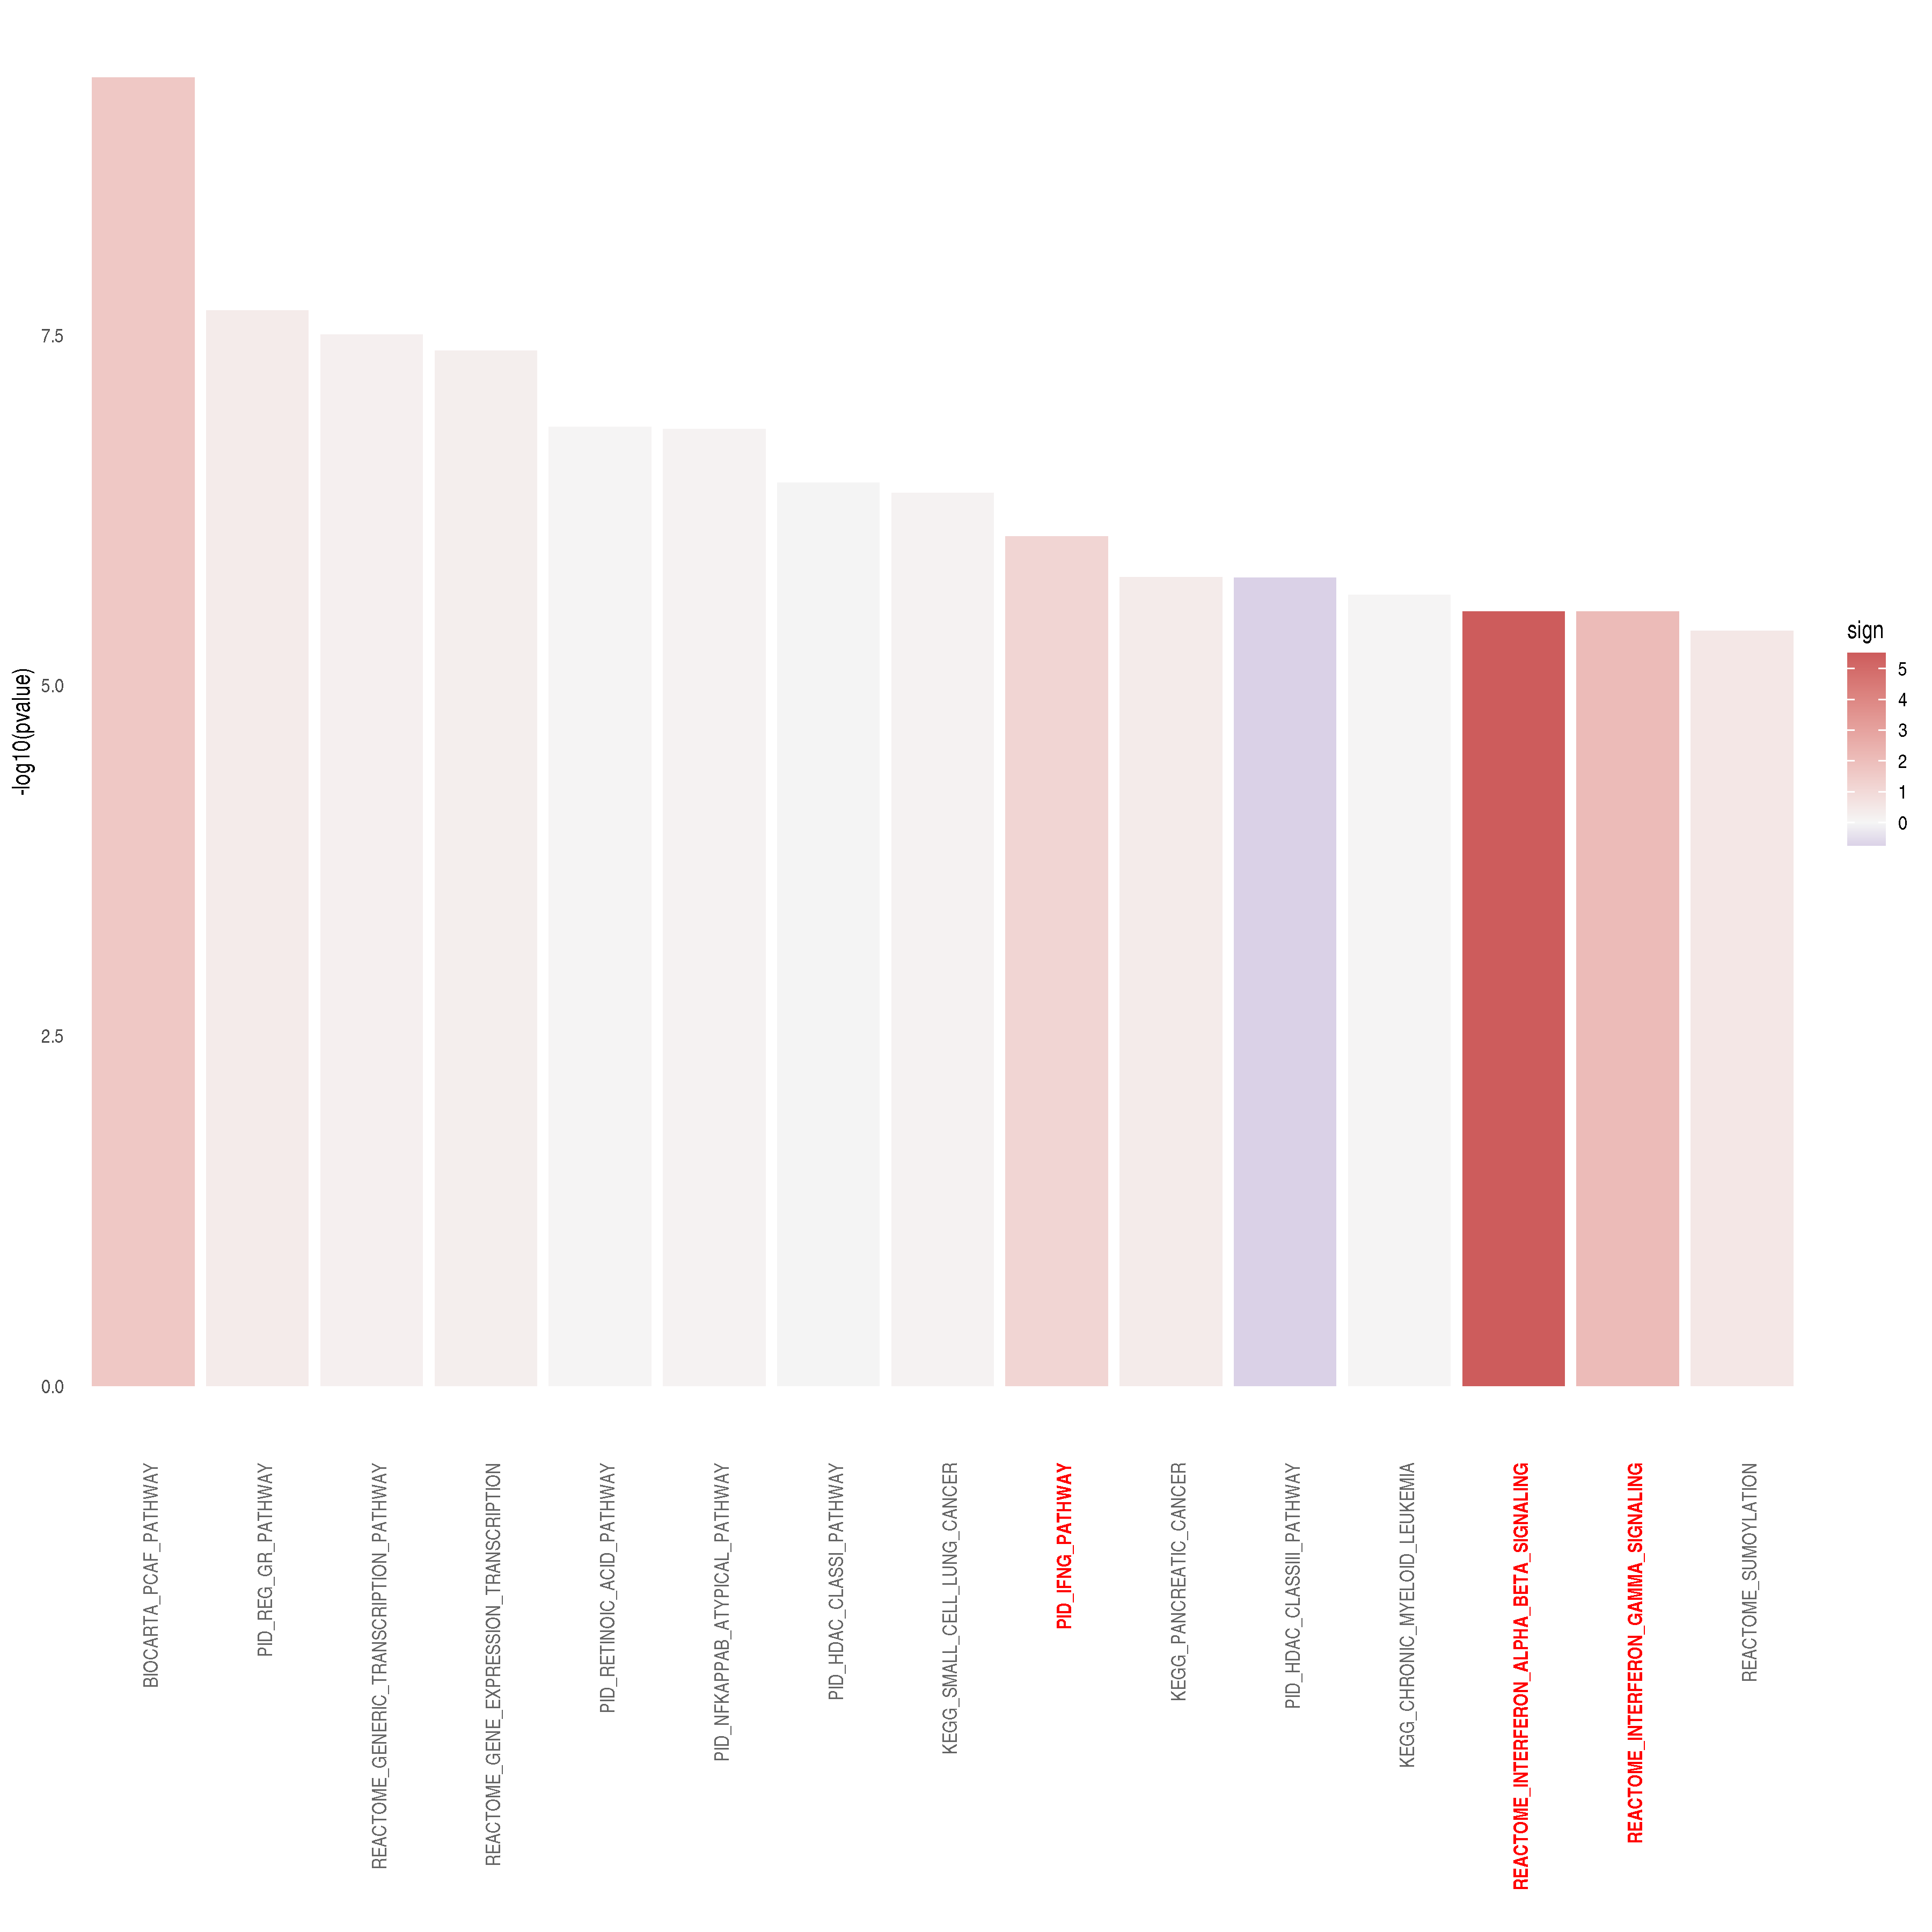 -log10(pvalue)
7.5
5.0
2.5
0.0
BIOCARTA_PCAF_PATHWAY
PID_REG_GR_PATHWAY
REACTOME_GENERIC_TRANSCRIPTION_PATHWAY
REACTOME_GENE_EXPRESSION_TRANSCRIPTION
PID_RETINOIC_ACID_PATHWAY
PID_NFKAPPAB_ATYPICAL_PATHWAY
PID_HDAC_CLASSI_PATHWAY
KEGG_SMALL_CELL_LUNG_CANCER
PID_IFNG_PATHWAY
KEGG_PANCREATIC_CANCER
PID_HDAC_CLASSIII_PATHWAY
KEGG_CHRONIC_MYELOID_LEUKEMIA
REACTOME_INTERFERON_ALPHA_BETA_SIGNALING
REACTOME_INTERFERON_GAMMA_SIGNALING
REACTOME_SUMOYLATION
sign
5
4
3
2
1
0